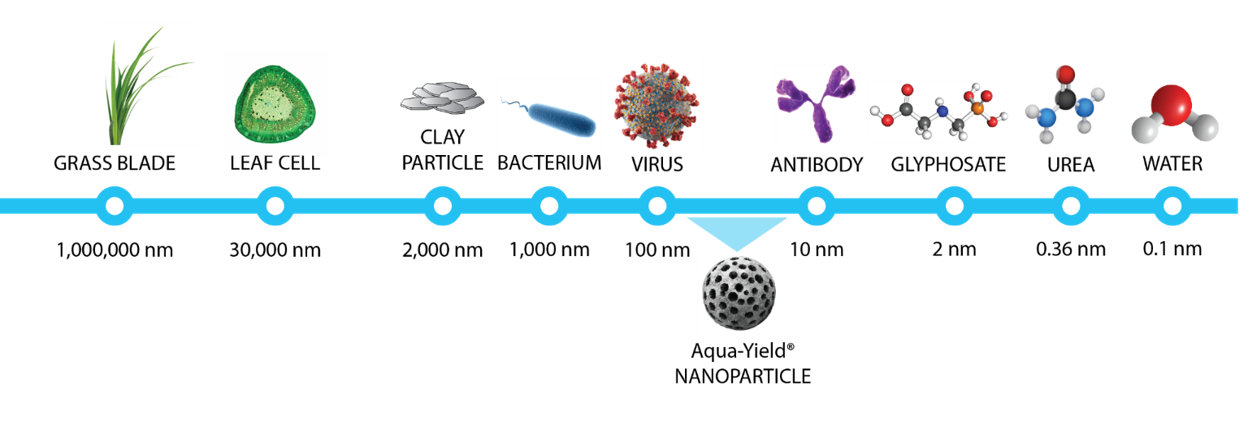 GRASS BLADE
LEAF CELL
CLAY
PARTICLE
BACTERIUM
VIRUS
ANTIBODY
GLYPHOSATE
UREA
WATER
1,000,000 nm
30,000 nm
2,000 nm
1,000 nm
100 nm
10 nm
2 nm
0.36 nm
0.1 nm
Aqua-Yield®
NANOPARTICLE